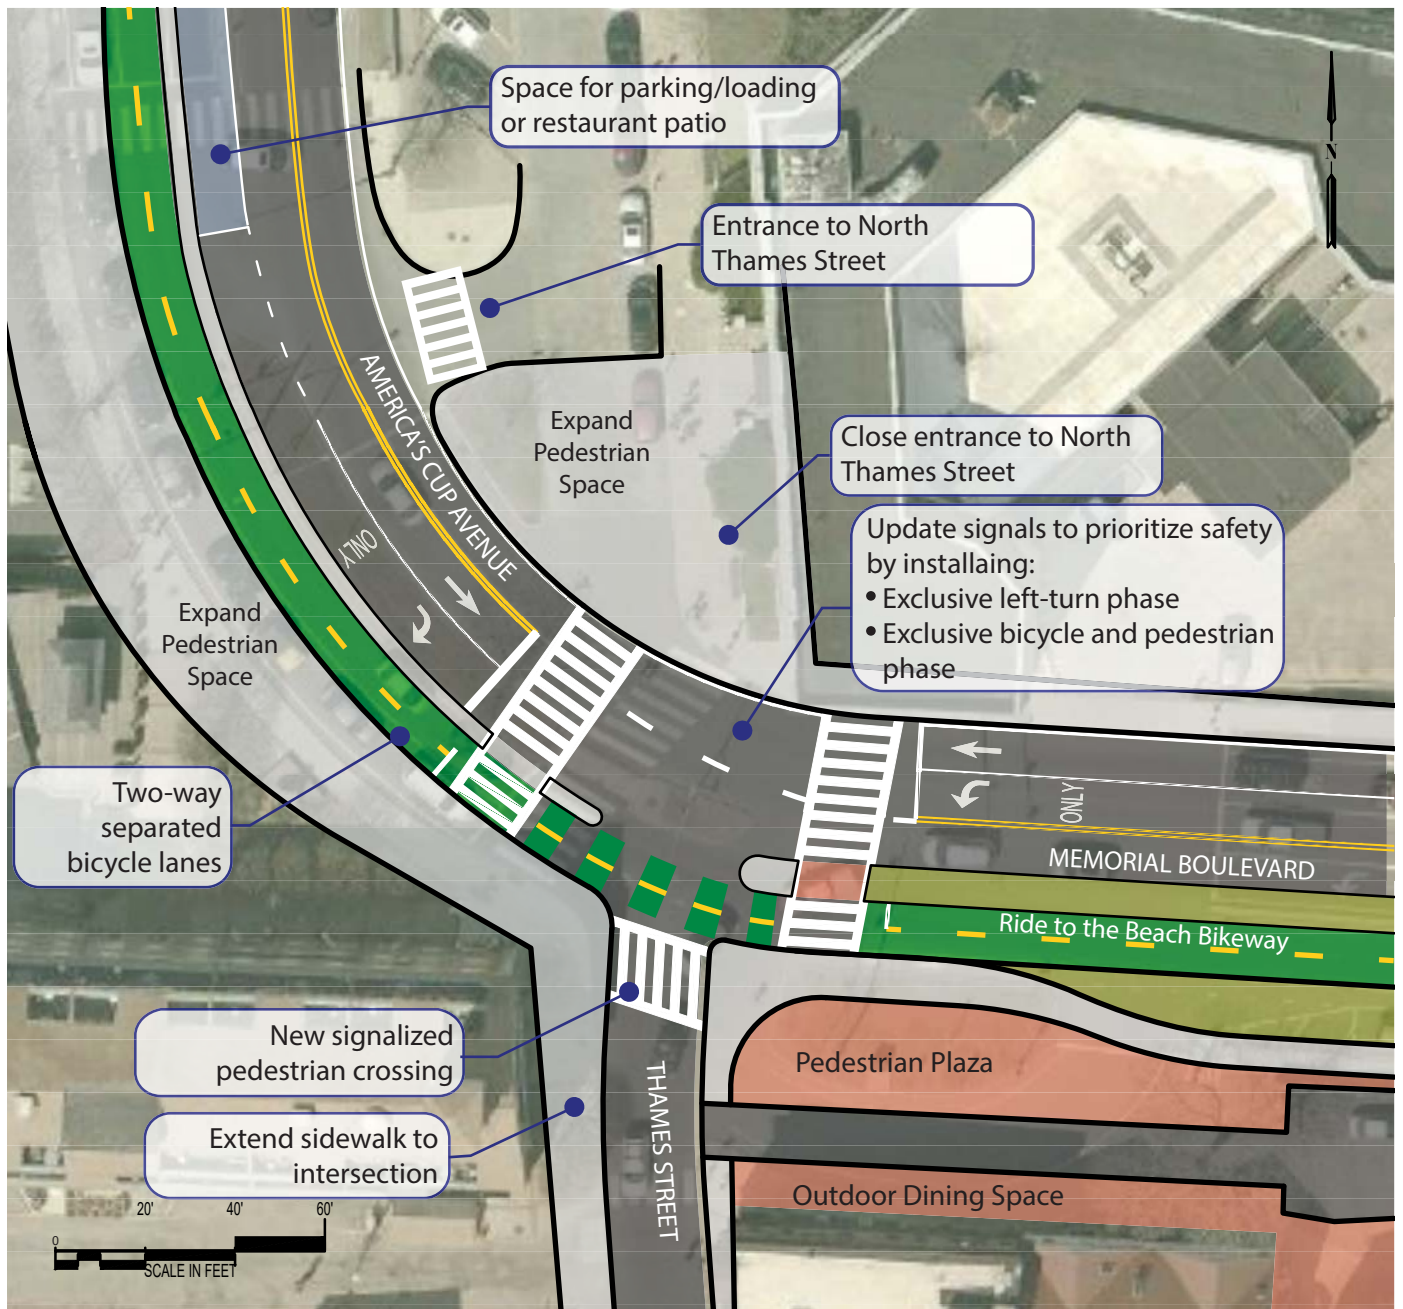 Space for parking/loading
or restaurant patio
N
Entrance to North
Thames Street
AMERICA'S CUP AVENUE
Expand
Pedestrian
Space
Close entrance to North
Thames Street
Update signals to prioritize safety
by installaing:
• Exclusive left-turn phase
• Exclusive bicycle and pedestrian
phase
ONLY
Expand
Pedestrian
Space
Two-way
separated
bicycle lanes
ONLY
MEMORIAL BOULEVARD
Ride to the Beach Bikeway
New signalized
pedestrian crossing
Pedestrian Plaza
THAMES STREET
Extend sidewalk to
intersection
Outdoor Dining Space
0 20' 40' 60'
SCALE IN FEET